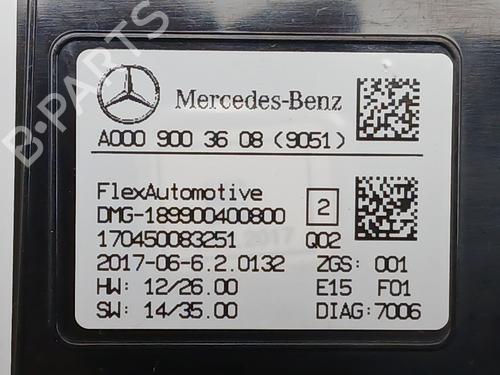 B-PARTS
Mercedes-Benz
A000 900 36 08 (9051)
FlexAutomotive
DMG-189900400800 2
170450083251 Q02
2017-06-6.2.0132 ZGS: 001
HW: 12/26.00 E15 F01
SW: 14/35.00 DIAG:7006